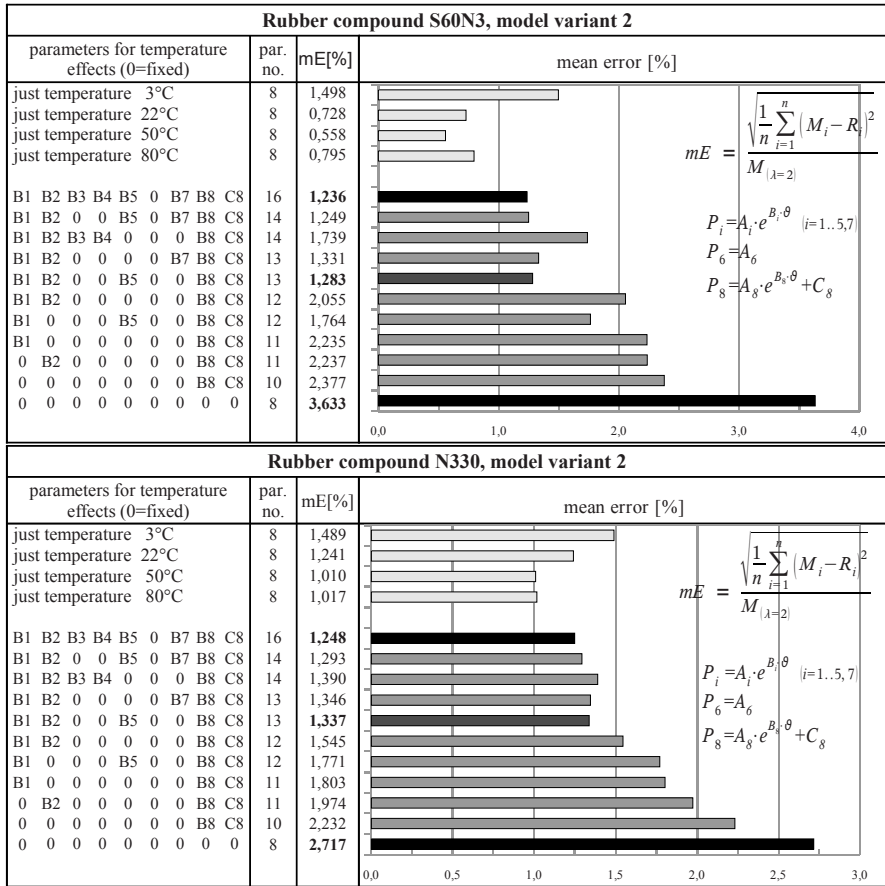 Rubber compound S60N3, model variant 2
parameters for temperature effects (0=fixed) par. no. mE[%] mean error [%]
just temperature 3°C 8 1,498
just temperature 22°C 8 0,728
just temperature 50°C 8 0,558
just temperature 80°C 8 0,795
B1 B2 B3 B4 B5 0 B7 B8 C8 16 1,236
B1 B2 0 0 B5 0 B7 B8 C8 14 1,249
B1 B2 B3 B4 0 0 0 B8 C8 14 1,739
B1 B2 0 0 0 0 B7 B8 C8 13 1,331
B1 B2 0 0 B5 0 0 B8 C8 13 1,283
B1 B2 0 0 0 0 0 B8 C8 12 2,055
B1 0 0 0 B5 0 0 B8 C8 12 1,764
B1 0 0 0 0 0 0 B8 C8 11 2,235
0 B2 0 0 0 0 0 B8 C8 11 2,237
0 0 0 0 0 0 0 B8 C8 10 2,377
0 0 0 0 0 0 0 0 0 8 3,633
mE = √(1/n ∑_{i=1}^{n} (M_i − R_i)²) / M_(λ=2)
P_i=A_i·e^{B_i·ϑ} (i=1..5,7)
P_6=A_6
P_8=A_8·e^{B_8·ϑ}+C_8
0,0 1,0 2,0 3,0 4,0
Rubber compound N330, model variant 2
parameters for temperature effects (0=fixed) par. no. mE[%] mean error [%]
just temperature 3°C 8 1,489
just temperature 22°C 8 1,241
just temperature 50°C 8 1,010
just temperature 80°C 8 1,017
B1 B2 B3 B4 B5 0 B7 B8 C8 16 1,248
B1 B2 0 0 B5 0 B7 B8 C8 14 1,293
B1 B2 B3 B4 0 0 0 B8 C8 14 1,390
B1 B2 0 0 0 0 B7 B8 C8 13 1,346
B1 B2 0 0 B5 0 0 B8 C8 13 1,337
B1 B2 0 0 0 0 0 B8 C8 12 1,545
B1 0 0 0 B5 0 0 B8 C8 12 1,771
B1 0 0 0 0 0 0 B8 C8 11 1,803
0 B2 0 0 0 0 0 B8 C8 11 1,974
0 0 0 0 0 0 0 B8 C8 10 2,232
0 0 0 0 0 0 0 0 0 8 2,717
mE = √(1/n ∑_{i=1}^{n} (M_i − R_i)²) / M_(λ=2)
P_i=A_i·e^{B_i·ϑ} (i=1..5,7)
P_6=A_6
P_8=A_8·e^{B_8·ϑ}+C_8
0,0 0,5 1,0 1,5 2,0 2,5 3,0